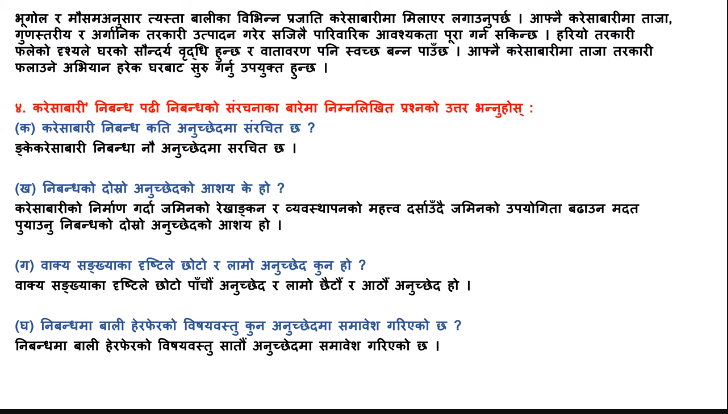 भूगोल र मौसमअनुसार त्यस्ता बालीका विभिन्न प्रजाति करेसाबारीमा मिलाएर लगाउनुपर्छ । आफ्नै करेसाबारीमा ताजा,
गुणस्तरीय र अर्गानिक तरकारी उत्पादन गरेर सजिलै पारिवारिक आवश्यकता पूरा गर्न सकिन्छ । हरियो तरकारी
फलेको दृश्यले घरको सौन्दर्य वृद्धि हुन्छ र वातावरण पनि स्वच्छ बन्न पाउँछ । आफ्नै करेसाबारीमा ताजा तरकारी
फलाउने अभियान हरेक घरबाट सुरु गर्नु उपयुक्त हुन्छ ।
४. करेसाबारी' निबन्ध पढी निबन्धको संरचनाका बारेमा निम्नलिखित प्रश्नको उत्तर भन्नुहोस् :
(क) करेसाबारी निबन्ध कति अनुच्छेदमा संरचित छ ?
ङ्केकरेसाबारी निबन्धा नौ अनुच्छेदमा सरचित छ ।
(ख) निबन्धको दोस्रो अनुच्छेदको आशय के हो ?
करेसाबारीको निर्माण गर्दा जमिनको रेखाङ्कन र व्यवस्थापनको महत्त्व दर्साउँदै जमिनको उपयोगिता बढाउन मदत
पुयाउनु निबन्धको दोस्रो अनुच्छेदको आशय हो ।
(ग) वाक्य सङ्ख्याका दृष्टिले छोटो र लामो अनुच्छेद कुन हो ?
वाक्य सङ्ख्याका दृष्टिले छोटो पाँचौँ अनुच्छेद र लामो छैटौँ र आठौँ अनुच्छेद हो ।
(घ) निबन्धमा बाली हेरफेरको विषयवस्तु कुन अनुच्छेदमा समावेश गरिएको छ ?
निबन्धमा बाली हेरफेरको विषयवस्तु सातौँ अनुच्छेदमा समावेश गरिएको छ ।